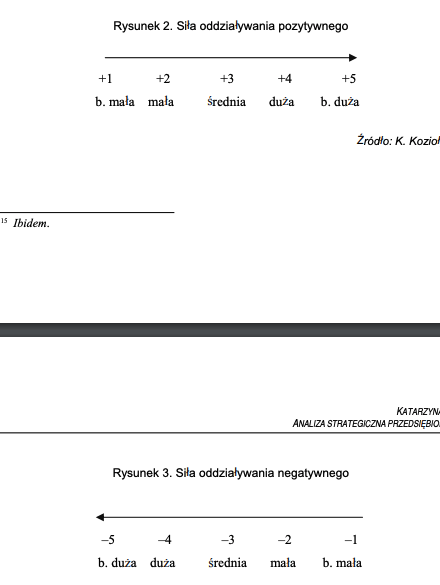 Rysunek 2. Siła oddziaływania pozytywnego
+1 +2 +3 +4 +5
b. mała mała średnia duża b. duża
Źródło: K. Kozioł
15 Ibidem.
KATARZYNA
ANALIZA STRATEGICZNA PRZEDSIĘBIO
Rysunek 3. Siła oddziaływania negatywnego
–5 –4 –3 –2 –1
b. duża duża średnia mała b. mała